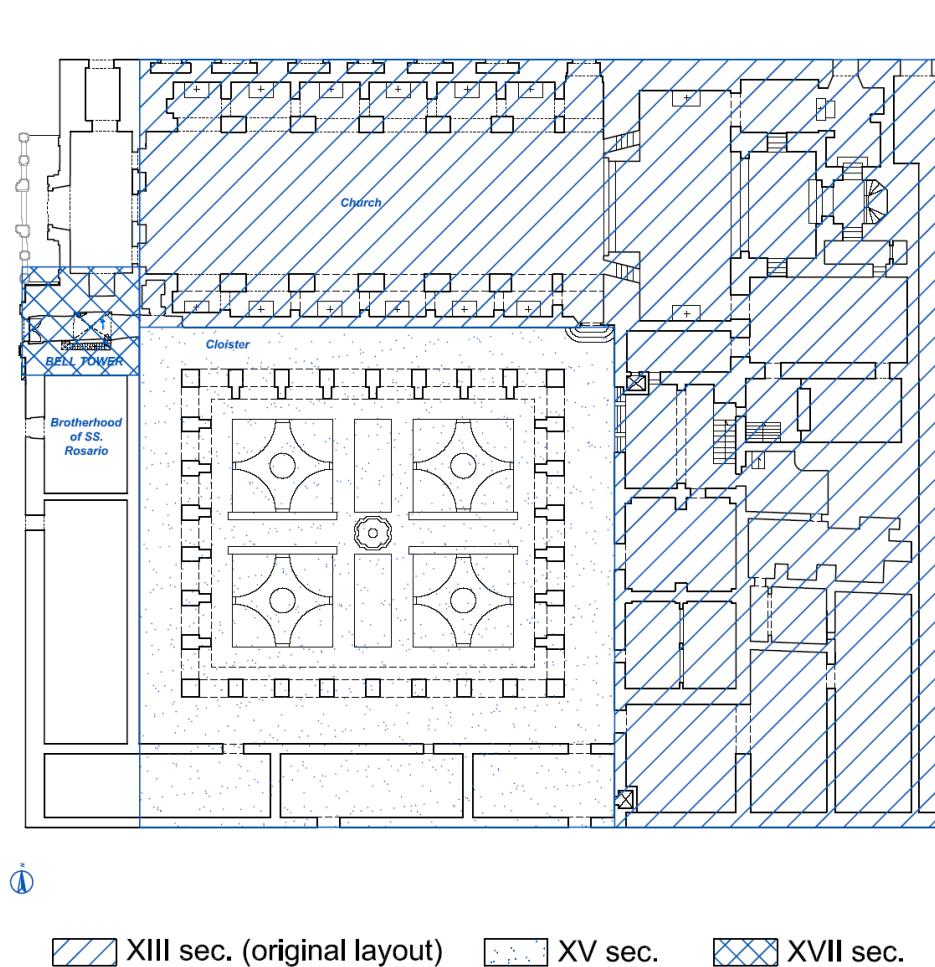 Church
Cloister
BELL TOWER
Brotherhood
of SS.
Rosario
N
XIII sec. (original layout)
XV sec.
XVII sec.